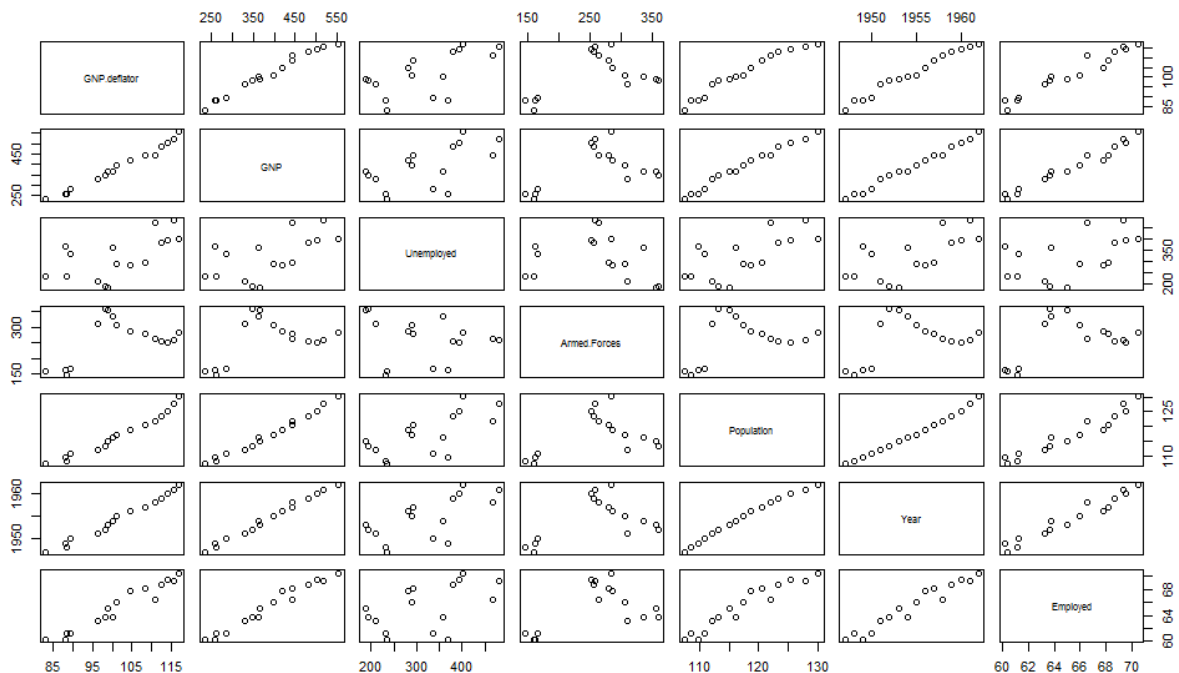 250 350 450 550
150 250 350
1950 1955 1960
GNP.deflator
85 100
250 450
GNP
Unemployed
200 350
150 300
Armed.Forces
Population
110 125
1950 1960
Year
Employed
60 64 68
85 95 105 115
200 300 400
110 120 130
60 62 64 66 68 70